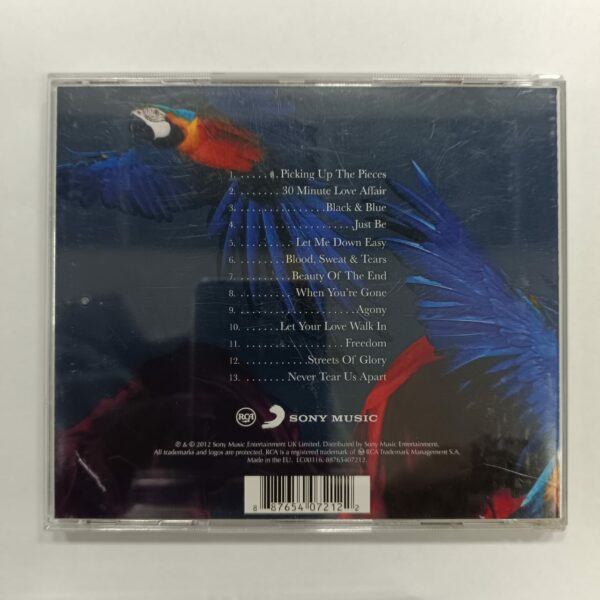 1. . . . . . . Picking Up The Pieces
2. . . . . . . . 30 Minute Love Affair
3. . . . . . . . . . . . . . . . Black & Blue
4. . . . . . . . . . . . . . . . . . . . Just Be
5. . . . . . . . . . Let Me Down Easy
6. . . . . . . . . Blood, Sweat & Tears
7. . . . . . . . . . Beauty Of The End
8. . . . . . . . . . When You're Gone
9. . . . . . . . . . . . . . . . . . . . Agony
10. . . . . . . Let Your Love Walk In
11. . . . . . . . . . . . . . . . . . Freedom
12. . . . . . . . . . . Streets Of Glory
13. . . . . . . . Never Tear Us Apart
RCA SONY MUSIC
℗ & © 2012 Sony Music Entertainment UK Limited. Distributed by Sony Music Entertainment.
All trademarks and logos are protected. RCA is a registered trademark of RCA Trademark Management S.A.
Made in the EU. LC00316. 88765407212.
8 87654 07212 2